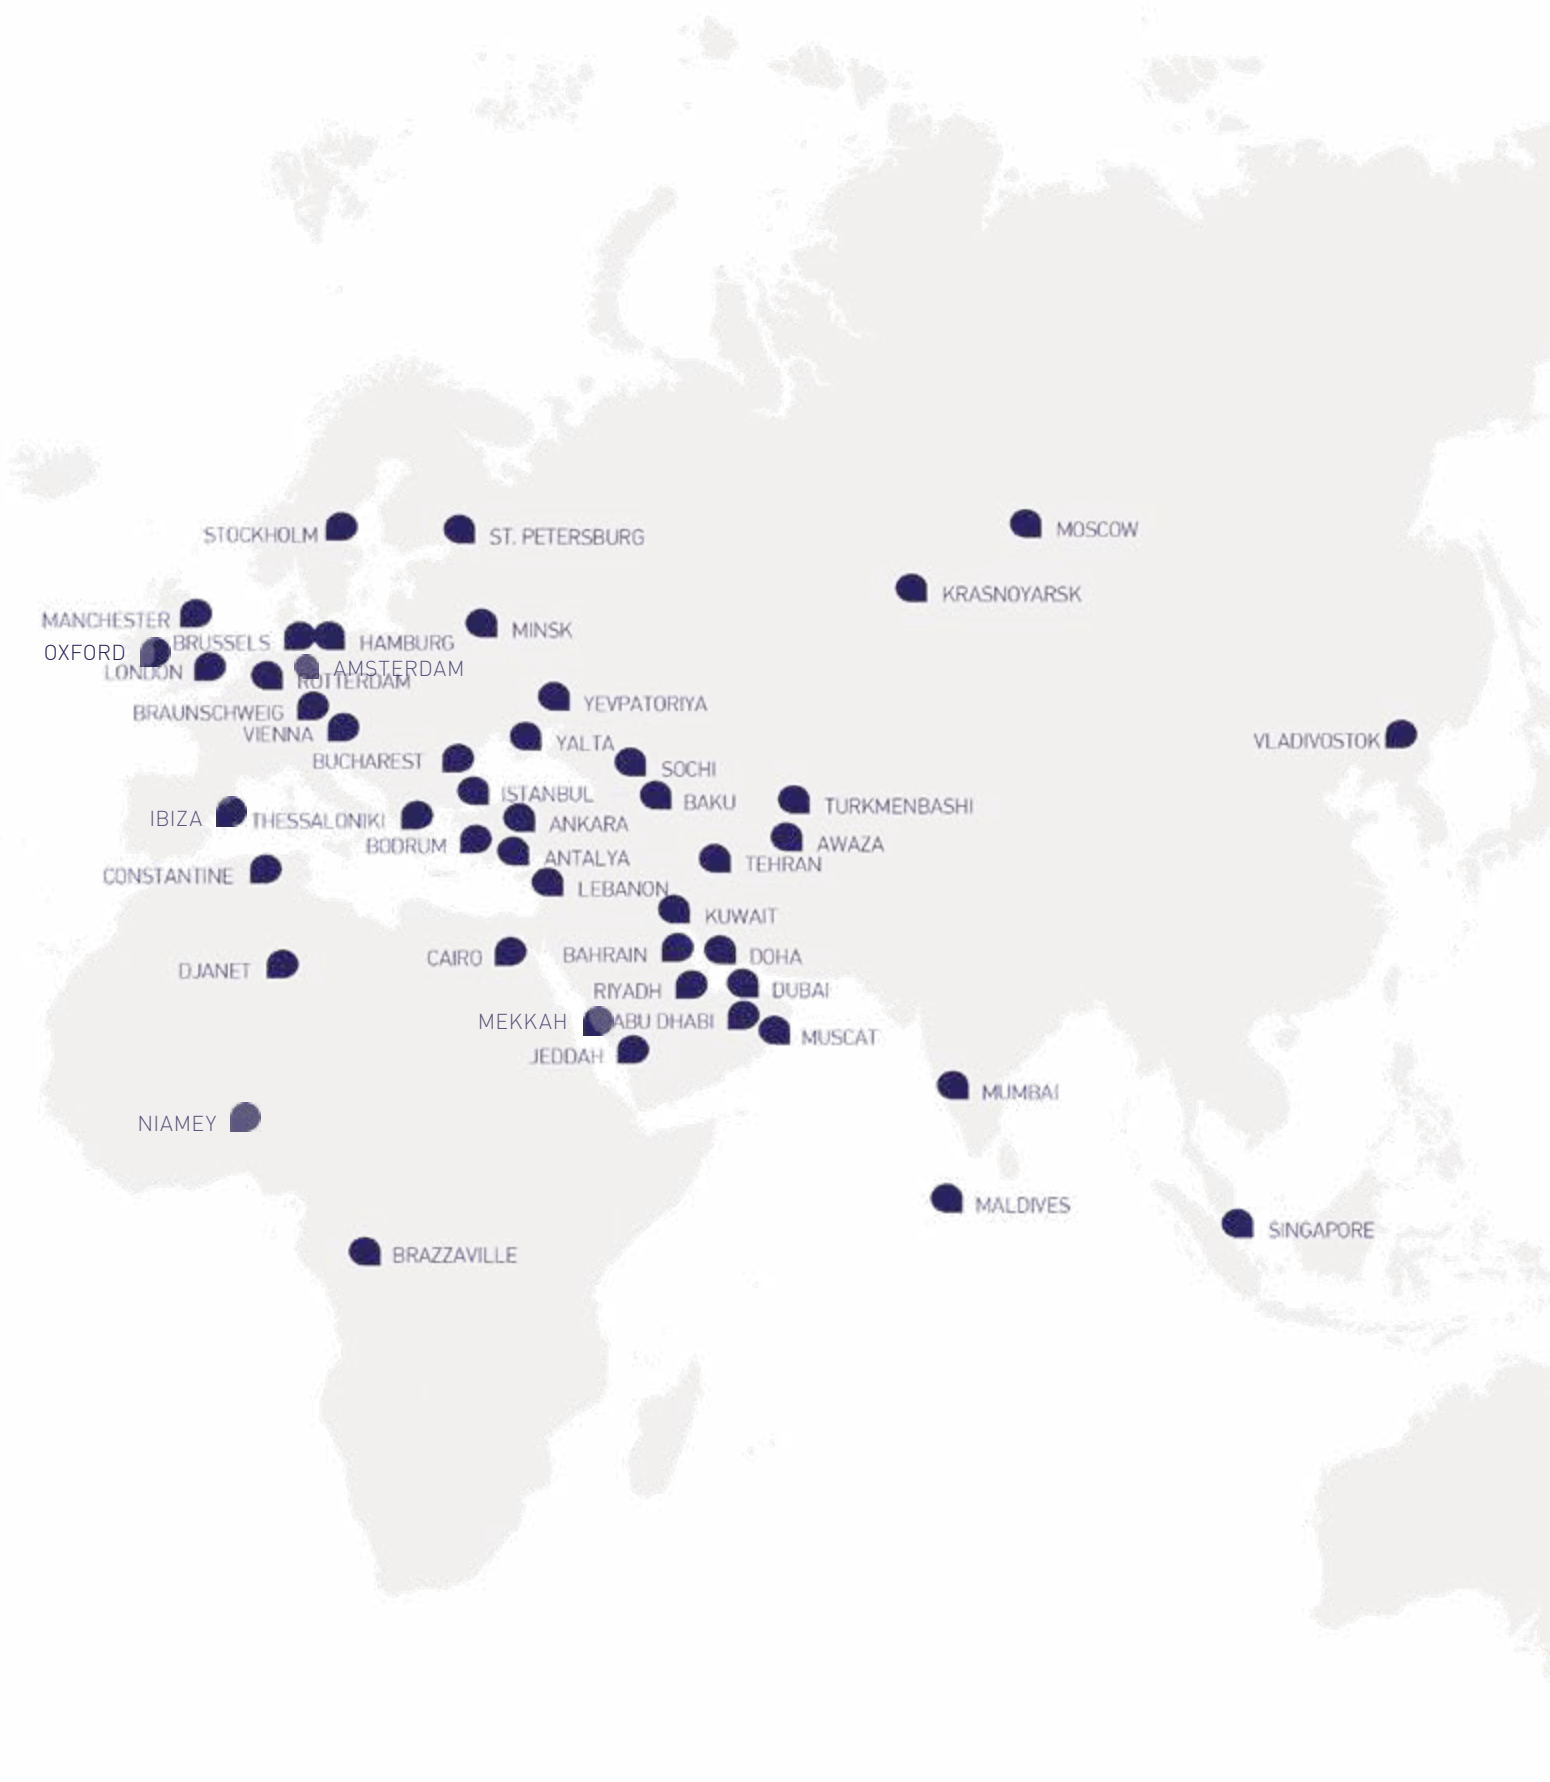 STOCKHOLM
ST. PETERSBURG
MOSCOW
KRASNOYARSK
MANCHESTER
MINSK
BRUSSELS
HAMBURG
OXFORD
LONDON
AMSTERDAM
ROTTERDAM
YEVPATORIYA
BRAUNSCHWEIG
VIENNA
YALTA
VLADIVOSTOK
BUCHAREST
SOCHI
ISTANBUL
BAKU
TURKMENBASHI
IBIZA
THESSALONIKI
ANKARA
BODRUM
AWAZA
ANTALYA
TEHRAN
CONSTANTINE
LEBANON
KUWAIT
CAIRO
BAHRAIN
DOHA
DJANET
RIYADH
DUBAI
MEKKAH
ABU DHABI
MUSCAT
JEDDAH
MUMBAI
NIAMEY
MALDIVES
SINGAPORE
BRAZZAVILLE